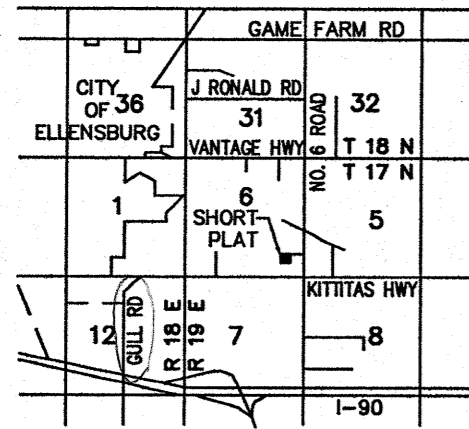 GAME FARM RD
CITY
OF
ELLENSBURG
36
J RONALD RD
31
NO. 6 ROAD
32
VANTAGE HWY
T 18 N
T 17 N
1
6
SHORT
PLAT
5
KITTITAS HWY
12
GULL RD
R 18 E
R 19 E
7
8
I-90